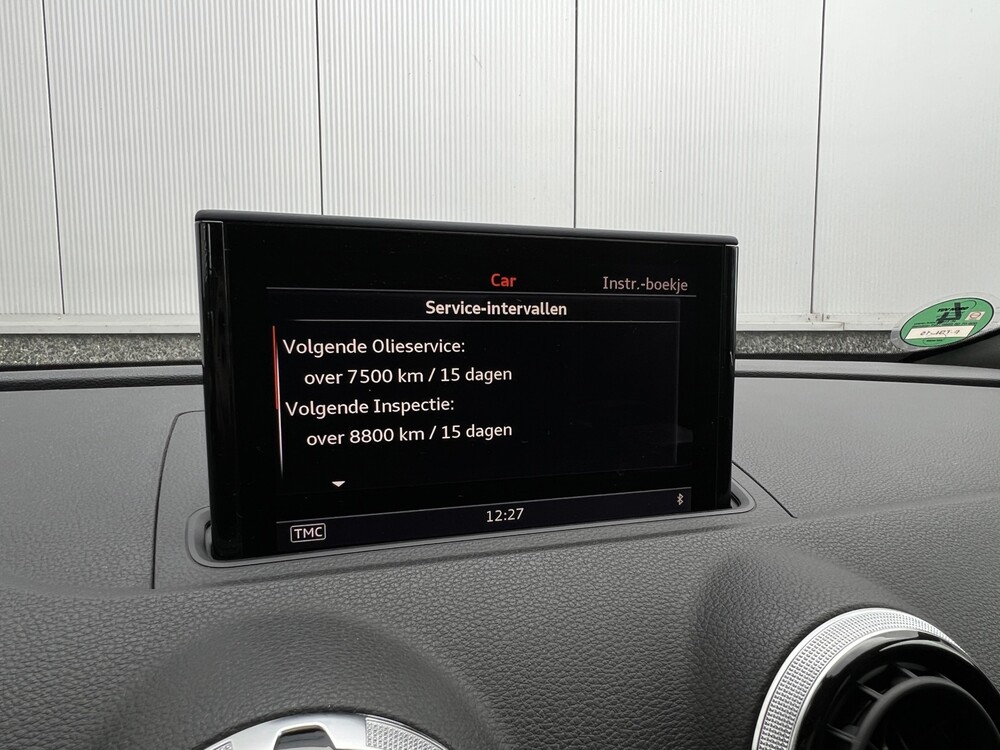 Car
Instr.-boekje
Service-intervallen
Volgende Olieservice:
over 7500 km / 15 dagen
Volgende Inspectie:
over 8800 km / 15 dagen
TMC
12:27